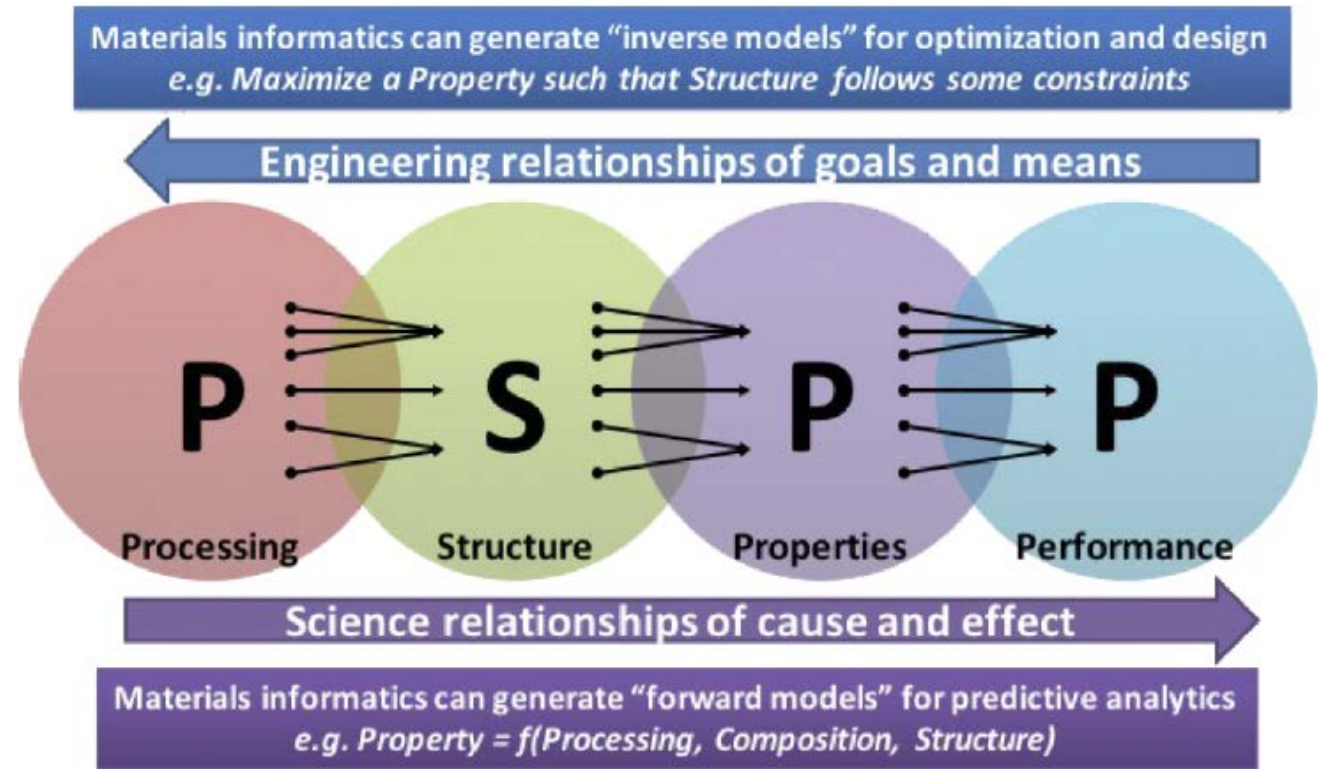 Materials informatics can generate “inverse models” for optimization and design
e.g. Maximize a Property such that Structure follows some constraints
Engineering relationships of goals and means
P S P P
Processing Structure Properties Performance
Science relationships of cause and effect
Materials informatics can generate “forward models” for predictive analytics
e.g. Property = f(Processing, Composition, Structure)